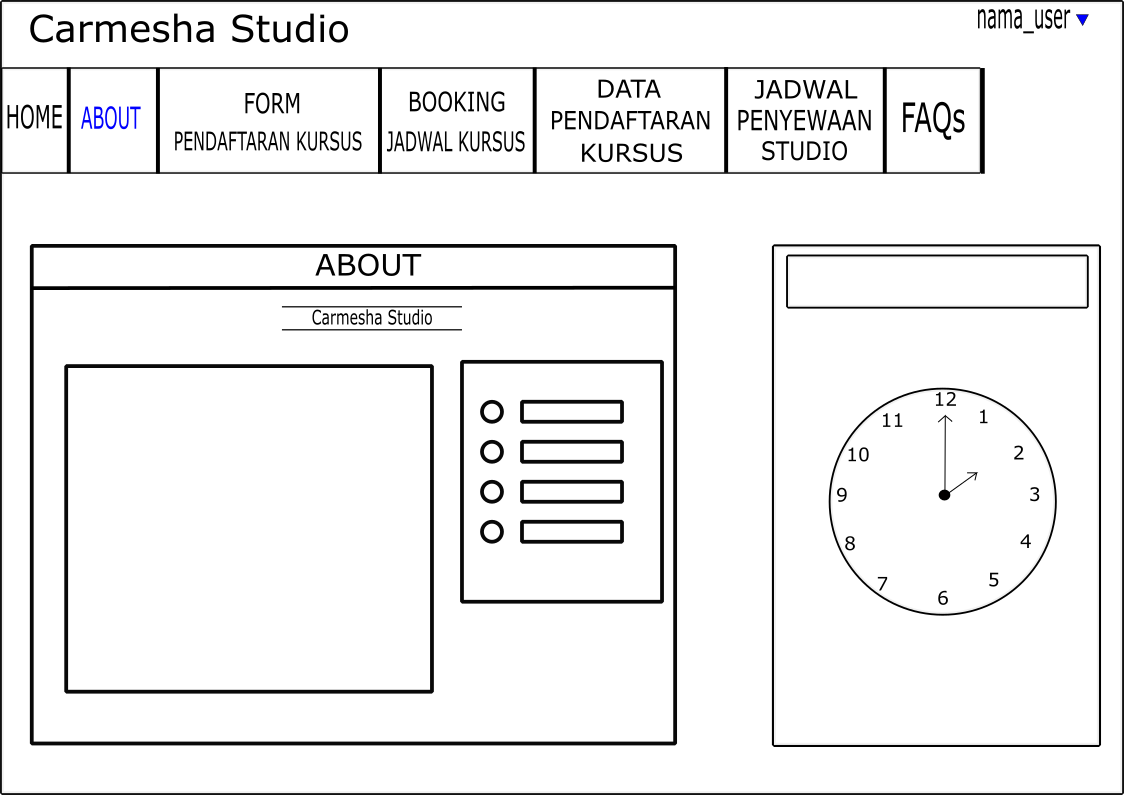 Carmesha Studio
nama_user
HOME
ABOUT
FORM
PENDAFTARAN KURSUS
BOOKING
JADWAL KURSUS
DATA
PENDAFTARAN
KURSUS
JADWAL
PENYEWAAN
STUDIO
FAQs
ABOUT
Carmesha Studio
12
1
2
3
4
5
6
7
8
9
10
11